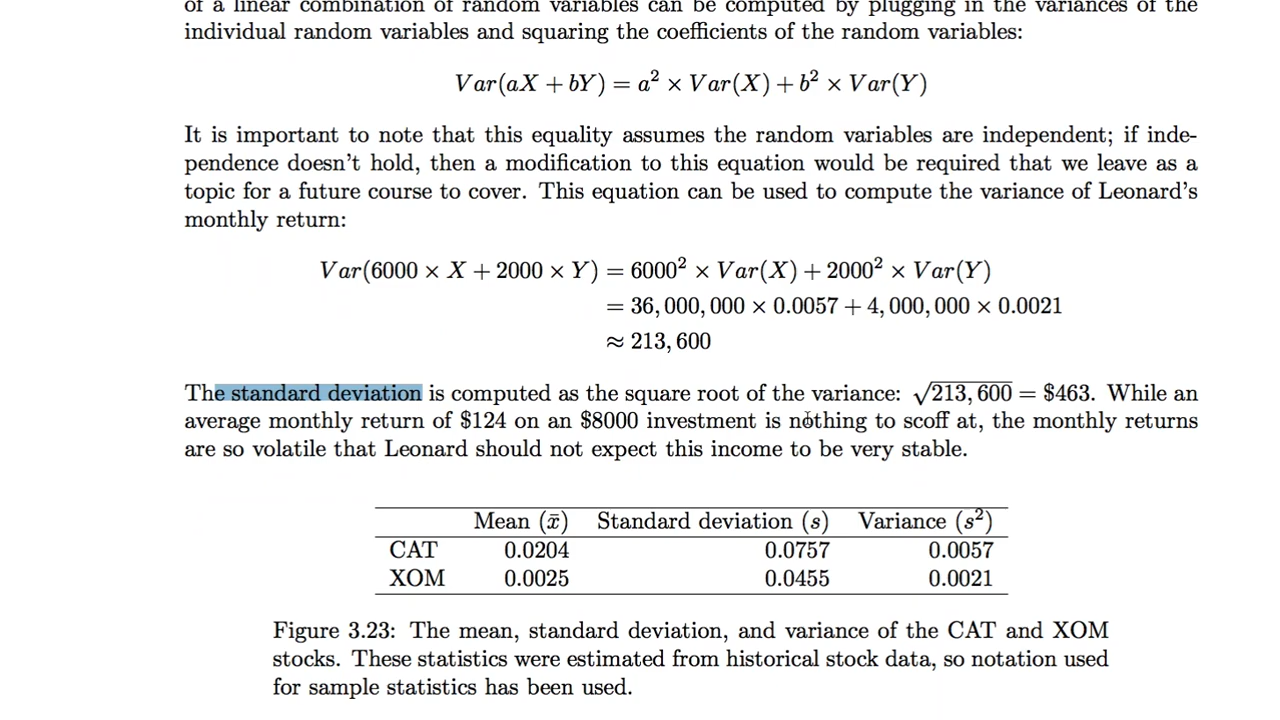 of a linear combination of random variables can be computed by plugging in the variances of the
individual random variables and squaring the coefficients of the random variables:
Var(aX + bY) = a² × Var(X) + b² × Var(Y)
It is important to note that this equality assumes the random variables are independent; if inde-
pendence doesn't hold, then a modification to this equation would be required that we leave as a
topic for a future course to cover. This equation can be used to compute the variance of Leonard's
monthly return:
Var(6000 × X + 2000 × Y) = 6000² × Var(X) + 2000² × Var(Y)
= 36,000,000 × 0.0057 + 4,000,000 × 0.0021
≈ 213,600
The standard deviation is computed as the square root of the variance: √213,600 = $463. While an
average monthly return of $124 on an $8000 investment is nothing to scoff at, the monthly returns
are so volatile that Leonard should not expect this income to be very stable.
Mean (x̄) Standard deviation (s) Variance (s²)
CAT 0.0204 0.0757 0.0057
XOM 0.0025 0.0455 0.0021
Figure 3.23: The mean, standard deviation, and variance of the CAT and XOM
stocks. These statistics were estimated from historical stock data, so notation used
for sample statistics has been used.